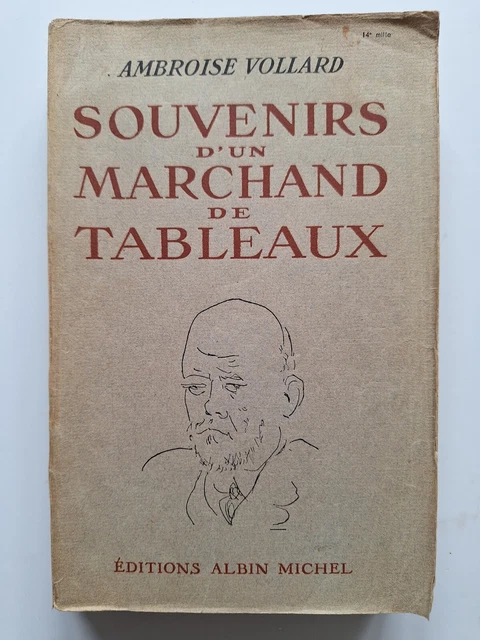 14e mille
AMBROISE VOLLARD
SOUVENIRS
D'UN
MARCHAND
DE
TABLEAUX
ÉDITIONS ALBIN MICHEL